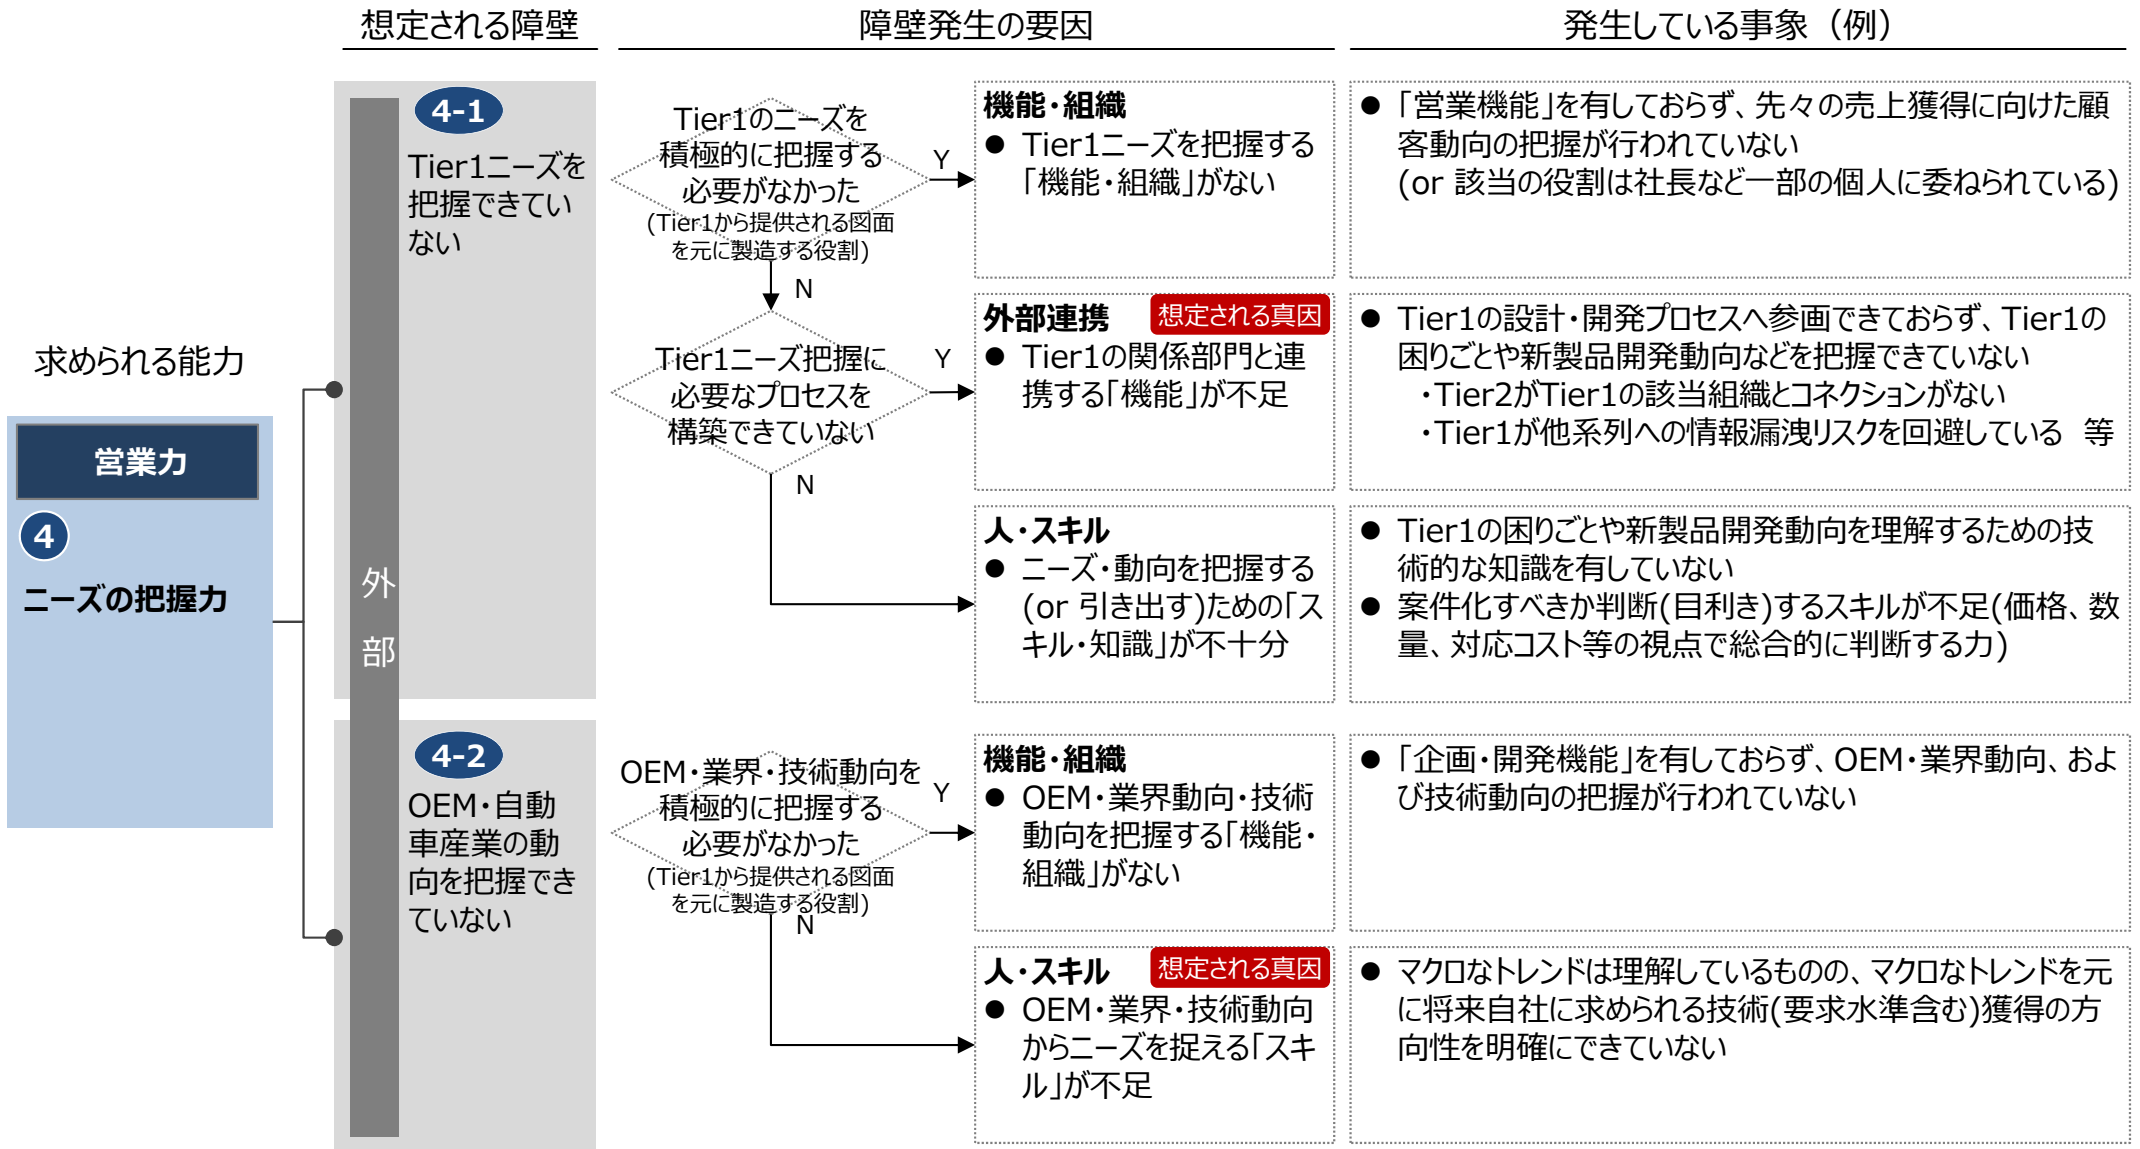 想定される障壁
障壁発生の要因
発生している事象（例）
求められる能力
営業力
4
ニーズの把握力
外
部
4-1
Tier1ニーズを
把握できてい
ない
Tier1のニーズを
積極的に把握する
必要がなかった
(Tier1から提供される図面
を元に製造する役割)
Y
N
機能・組織
● Tier1ニーズを把握する
「機能・組織」がない
● 「営業機能」を有しておらず、先々の売上獲得に向けた顧
客動向の把握が行われていない
(or 該当の役割は社長など一部の個人に委ねられている)
Tier1ニーズ把握に
必要なプロセスを
構築できていない
Y
N
外部連携
想定される真因
● Tier1の関係部門と連
携する「機能」が不足
● Tier1の設計・開発プロセスへ参画できておらず、Tier1の
困りごとや新製品開発動向などを把握できていない
・Tier2がTier1の該当組織とコネクションがない
・Tier1が他系列への情報漏洩リスクを回避している 等
人・スキル
● ニーズ・動向を把握する
(or 引き出す)ための「ス
キル・知識」が不十分
● Tier1の困りごとや新製品開発動向を理解するための技
術的な知識を有していない
● 案件化すべきか判断(目利き)するスキルが不足(価格、数
量、対応コスト等の視点で総合的に判断する力)
4-2
OEM・自動
車産業の動
向を把握でき
ていない
OEM・業界・技術動向を
積極的に把握する
必要がなかった
(Tier1から提供される図面
を元に製造する役割)
Y
N
機能・組織
● OEM・業界動向・技術
動向を把握する「機能・
組織」がない
● 「企画・開発機能」を有しておらず、OEM・業界動向、およ
び技術動向の把握が行われていない
人・スキル
想定される真因
● OEM・業界・技術動向
からニーズを捉える「スキ
ル」が不足
● マクロなトレンドは理解しているものの、マクロなトレンドを元
に将来自社に求められる技術(要求水準含む)獲得の方
向性を明確にできていない